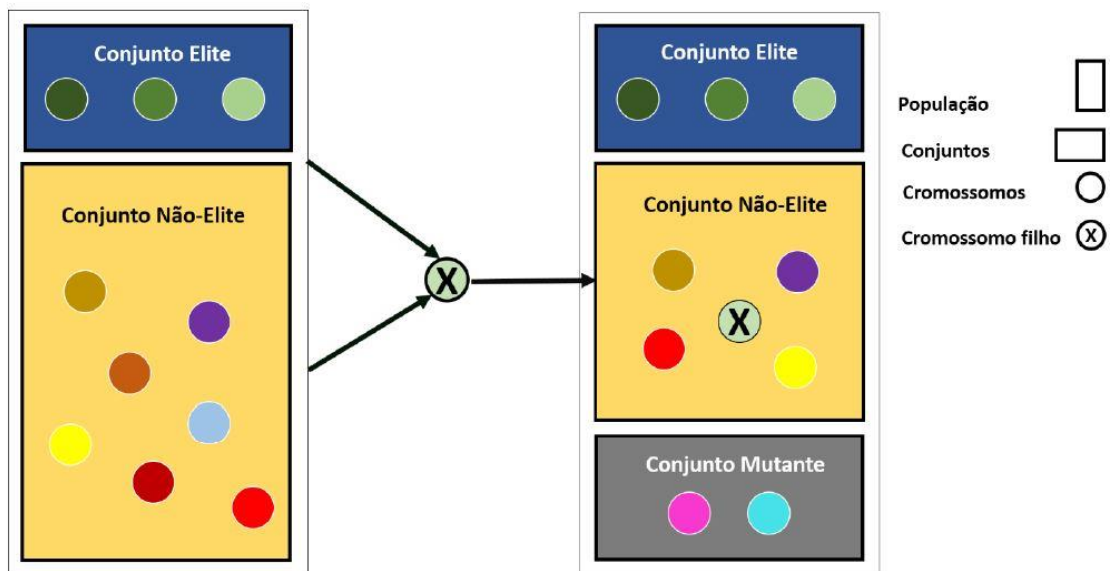 Conjunto Elite
Conjunto Não-Elite
X
Conjunto Elite
Conjunto Não-Elite
X
Conjunto Mutante
População
Conjuntos
Cromossomos
Cromossomo filho X